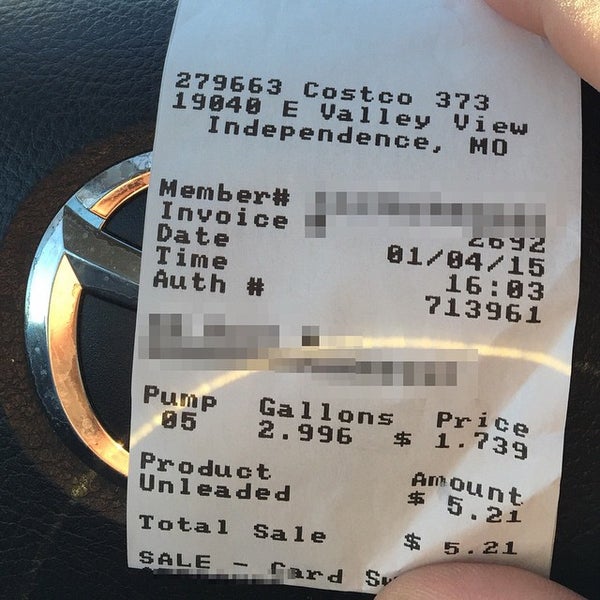 279663 Costco 373
19040 E Valley View
Independence, MO
Member#
Invoice 2692
Date 01/04/15
Time 16:03
Auth # 713961
Pump Gallons Price
05 2.996 $ 1.739
Product Amount
Unleaded $ 5.21
Total Sale $ 5.21
SALE - Card